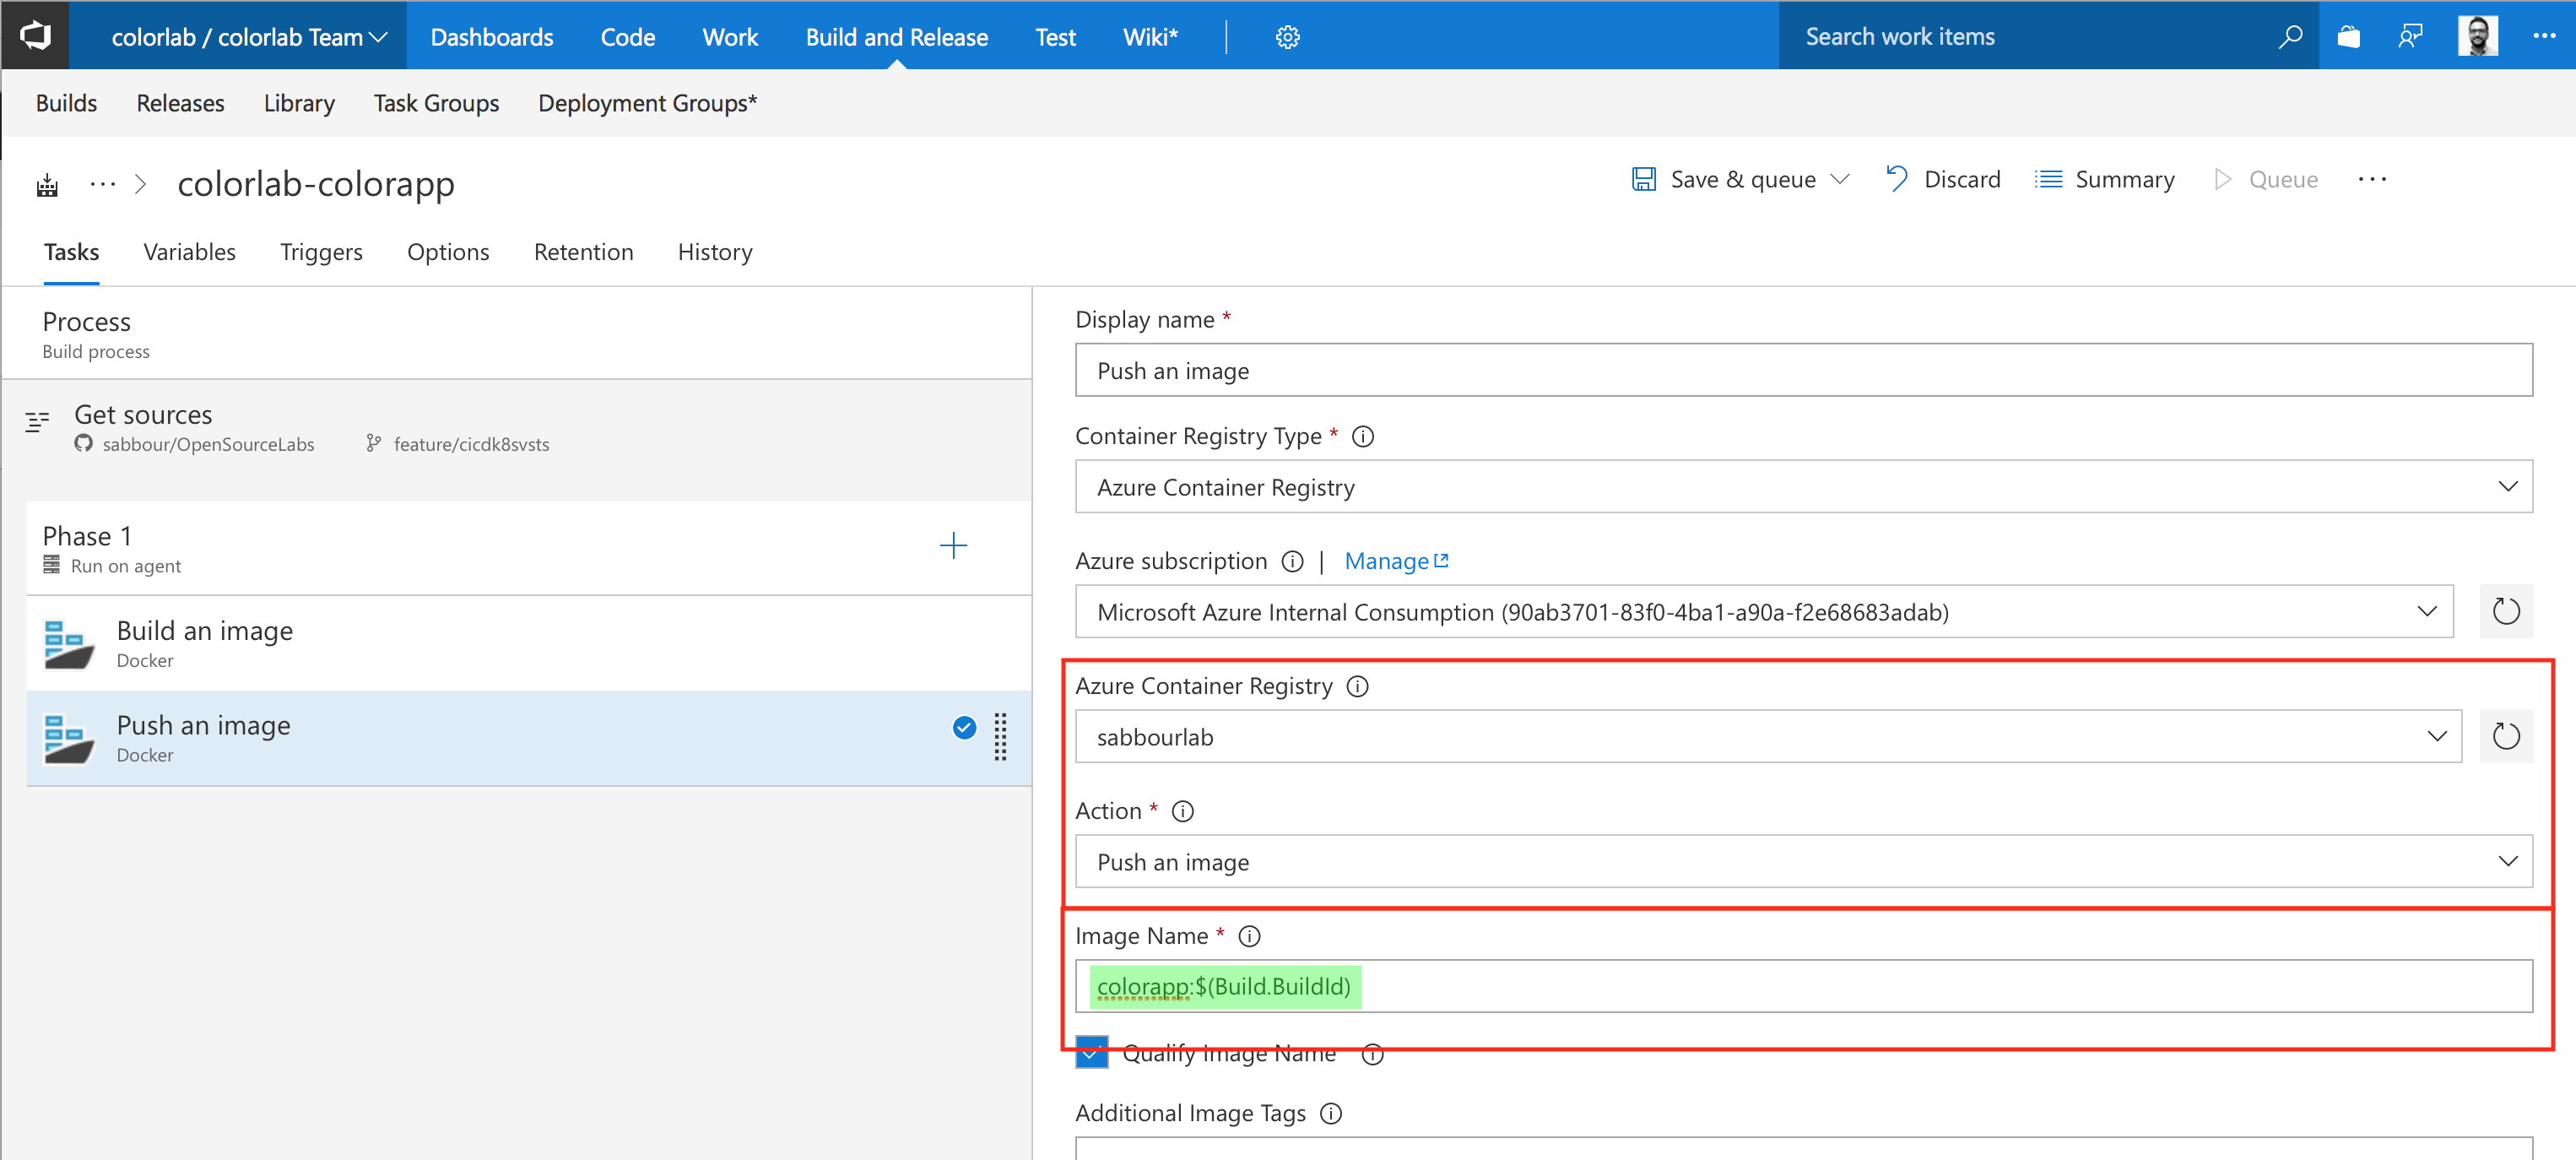 colorlab / colorlab Team Dashboards Code Work Build and Release Test Wiki* Search work items
Builds Releases Library Task Groups Deployment Groups*
... > colorlab-colorapp Save & queue Discard Summary Queue ...
Tasks Variables Triggers Options Retention History
Process
Build process
Get sources
sabbour/OpenSourceLabs feature/cicdk8svsts
Phase 1
Run on agent
Build an image
Docker
Push an image
Docker
Display name *
Push an image
Container Registry Type *
Azure Container Registry
Azure subscription | Manage
Microsoft Azure Internal Consumption (90ab3701-83f0-4ba1-a90a-f2e68683adab)
Azure Container Registry
sabbourlab
Action *
Push an image
Image Name *
colorapp:$(Build.BuildId)
Qualify Image Name
Additional Image Tags